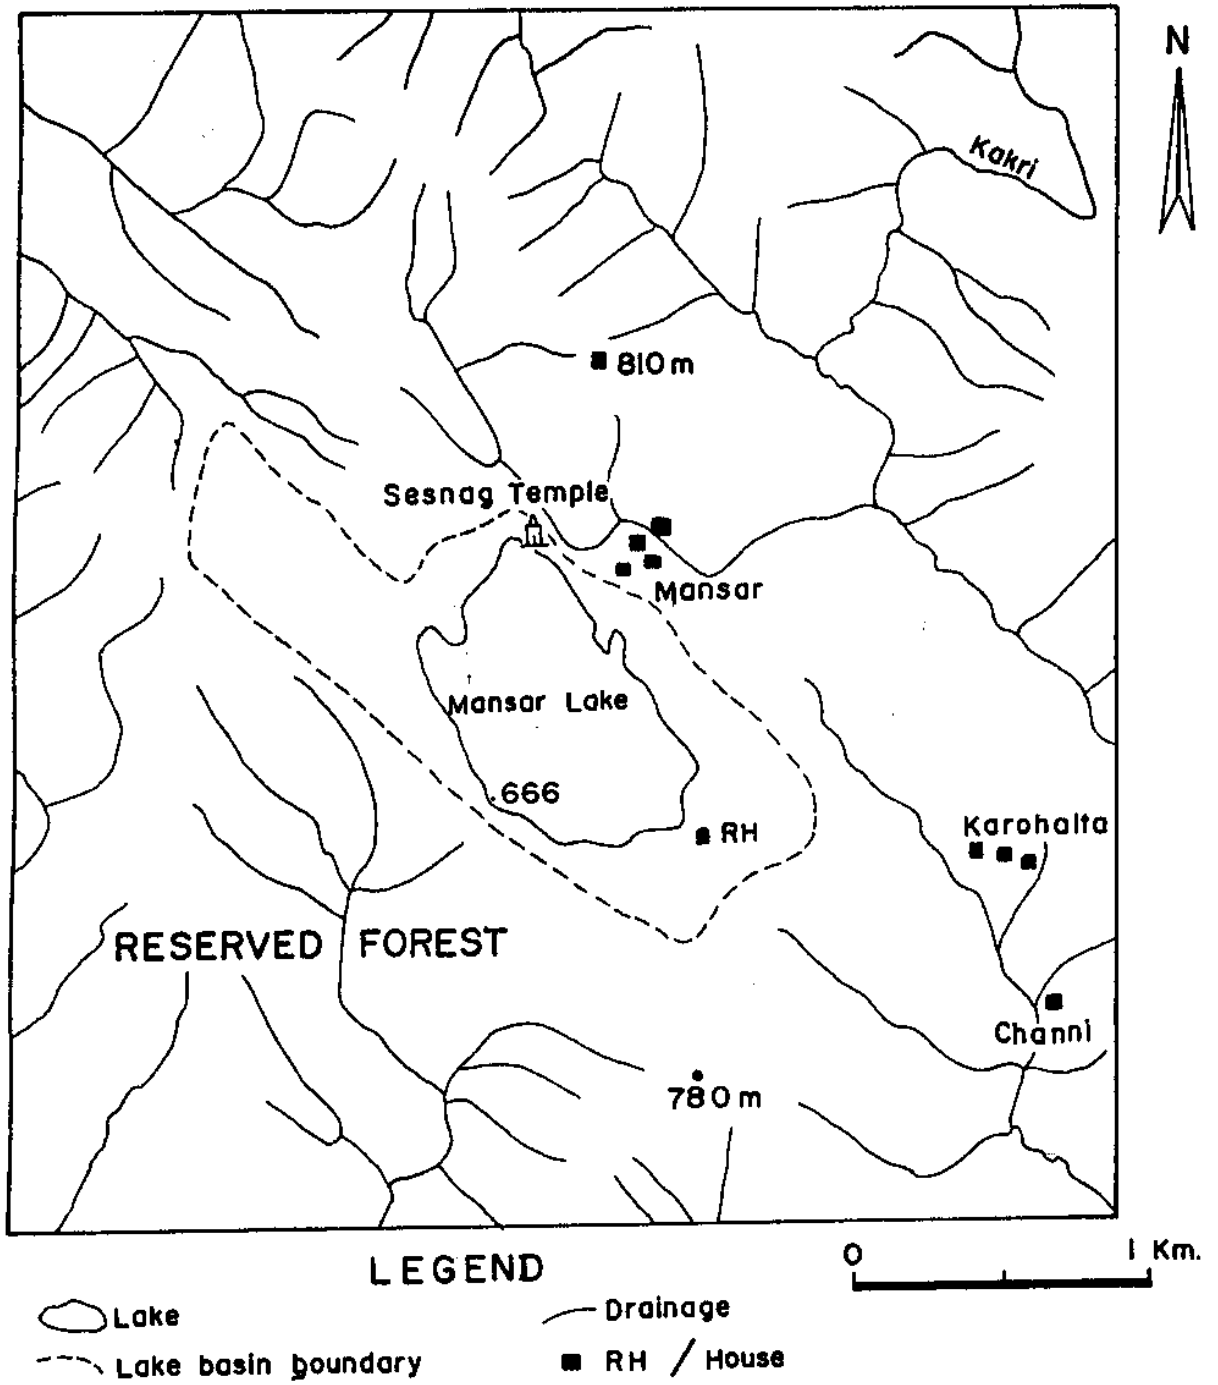 N
Kakri
810m
Sesnag Temple
Mansar
Mansar Lake
.666
RH
Karohalta
RESERVED FOREST
Channi
780m
0 1 Km.
LEGEND
Lake
Drainage
Lake basin boundary
RH / House